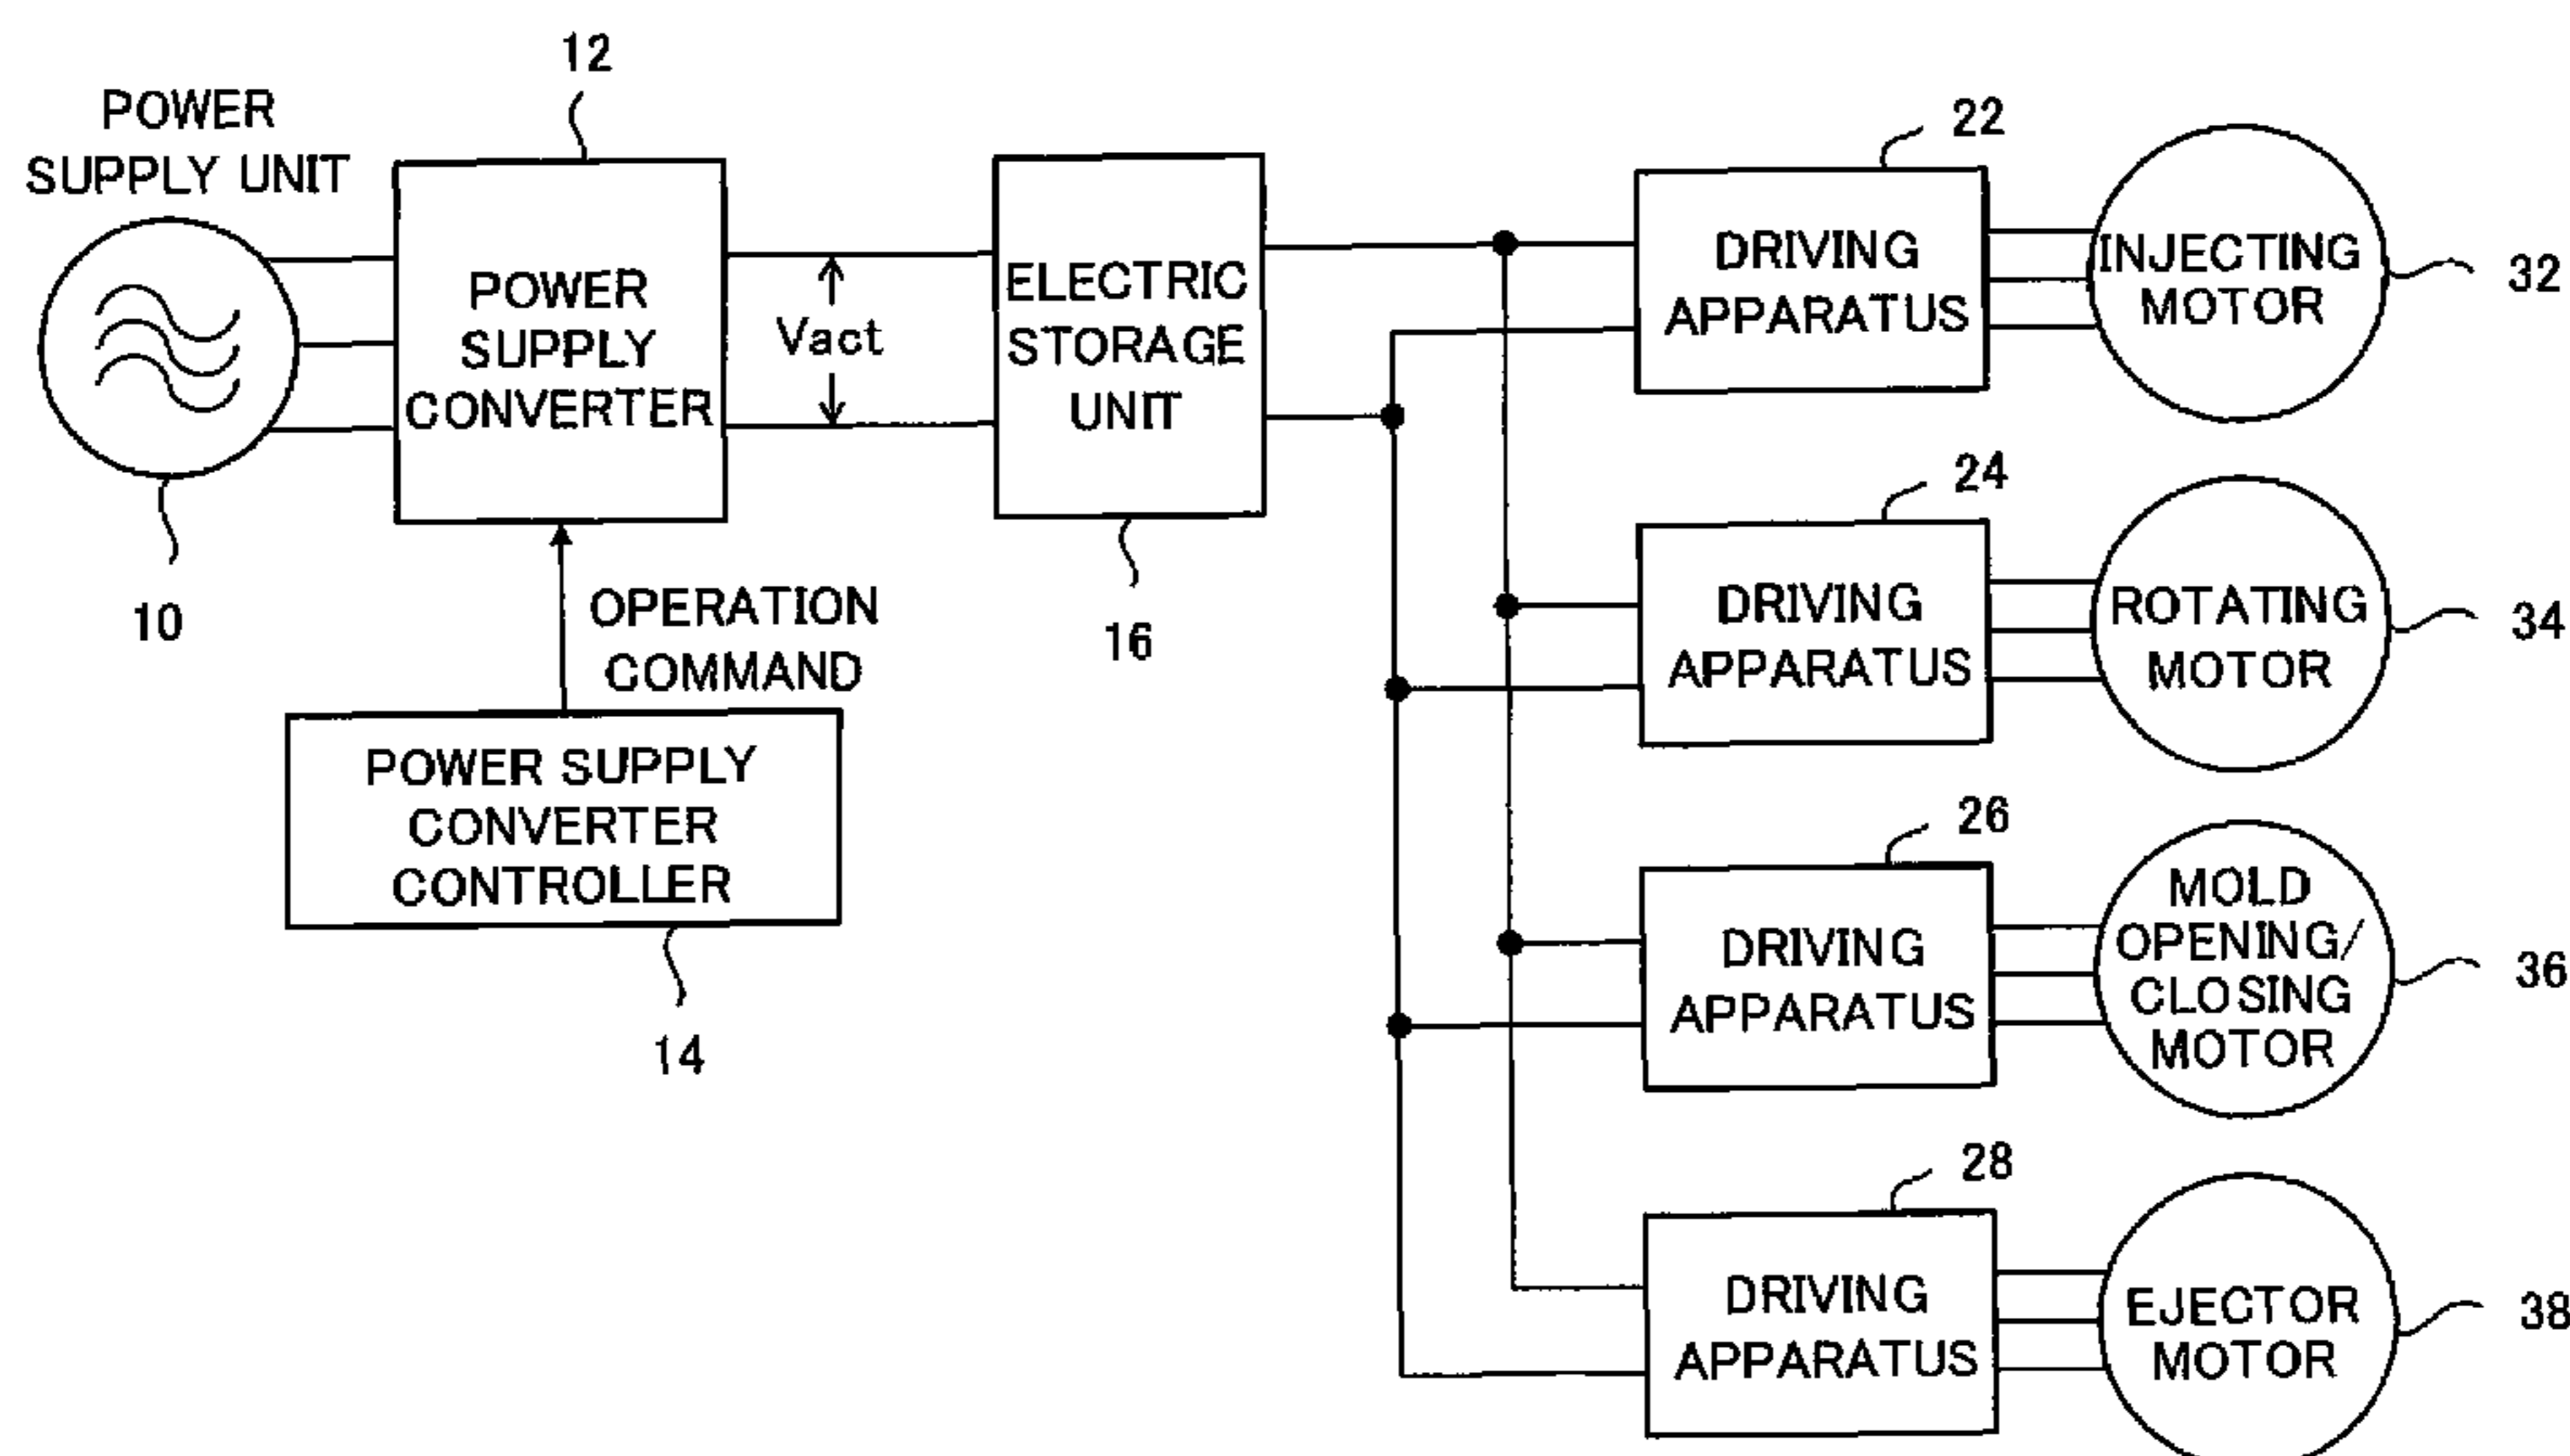 12
POWER
SUPPLY UNIT
POWER
SUPPLY
CONVERTER
10
Vact
ELECTRIC
STORAGE
UNIT
16
OPERATION
COMMAND
POWER SUPPLY
CONVERTER
CONTROLLER
14
22
DRIVING
APPARATUS
INJECTING
MOTOR
32
24
DRIVING
APPARATUS
ROTATING
MOTOR
34
26
DRIVING
APPARATUS
MOLD
OPENING/
CLOSING
MOTOR
36
28
DRIVING
APPARATUS
EJECTOR
MOTOR
38